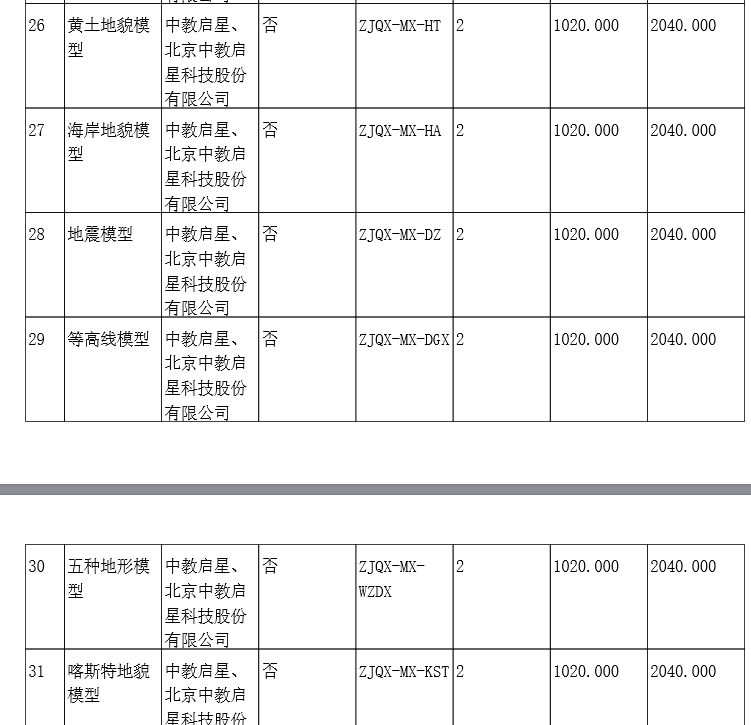 26 黄土地貌模 中教启星、 否 ZJQX-MX-HT 2 1020.000 2040.000
型 北京中教启
星科技股份
有限公司
27 海岸地貌模 中教启星、 否 ZJQX-MX-HA 2 1020.000 2040.000
型 北京中教启
星科技股份
有限公司
28 地震模型 中教启星、 否 ZJQX-MX-DZ 2 1020.000 2040.000
北京中教启
星科技股份
有限公司
29 等高线模型 中教启星、 否 ZJQX-MX-DGX 2 1020.000 2040.000
北京中教启
星科技股份
有限公司
30 五种地形模 中教启星、 否 ZJQX-MX- 2 1020.000 2040.000
型 北京中教启 WZDX
星科技股份
有限公司
31 喀斯特地貌 中教启星、 否 ZJQX-MX-KST 2 1020.000 2040.000
模型 北京中教启
星科技股份